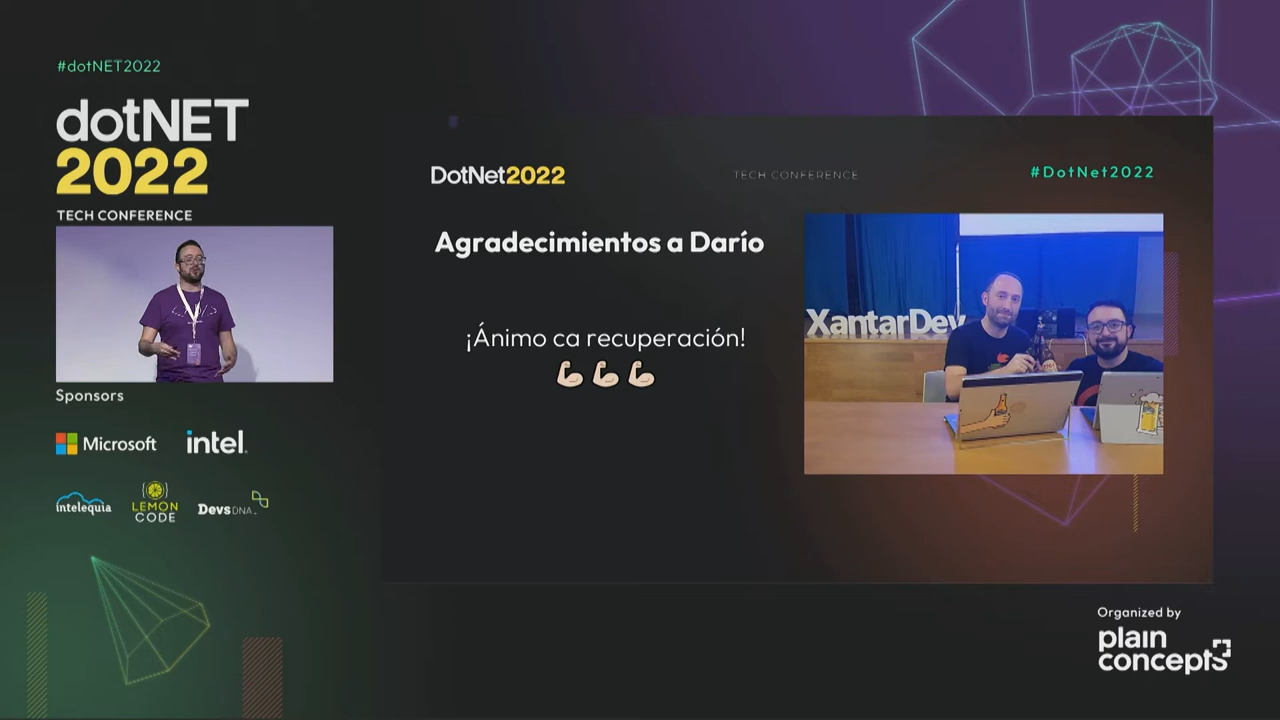 #dotNET2022
dotNET
2022
TECH CONFERENCE
Sponsors
Microsoft
intel.
intelequia
LEMON
CODE
DevsDNA_
DotNet2022
TECH CONFERENCE
#DotNet2022
Agradecimientos a Darío
¡Ánimo ca recuperación!
💪🏻 💪🏻 💪🏻
XantarDev
Organized by
plain
concepts